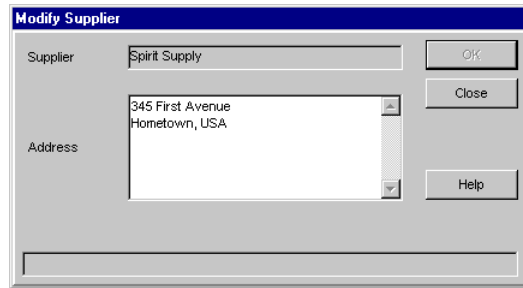 Modify Supplier
Supplier
Spirit Supply
OK
345 First Avenue
Hometown, USA
Close
Address
Help